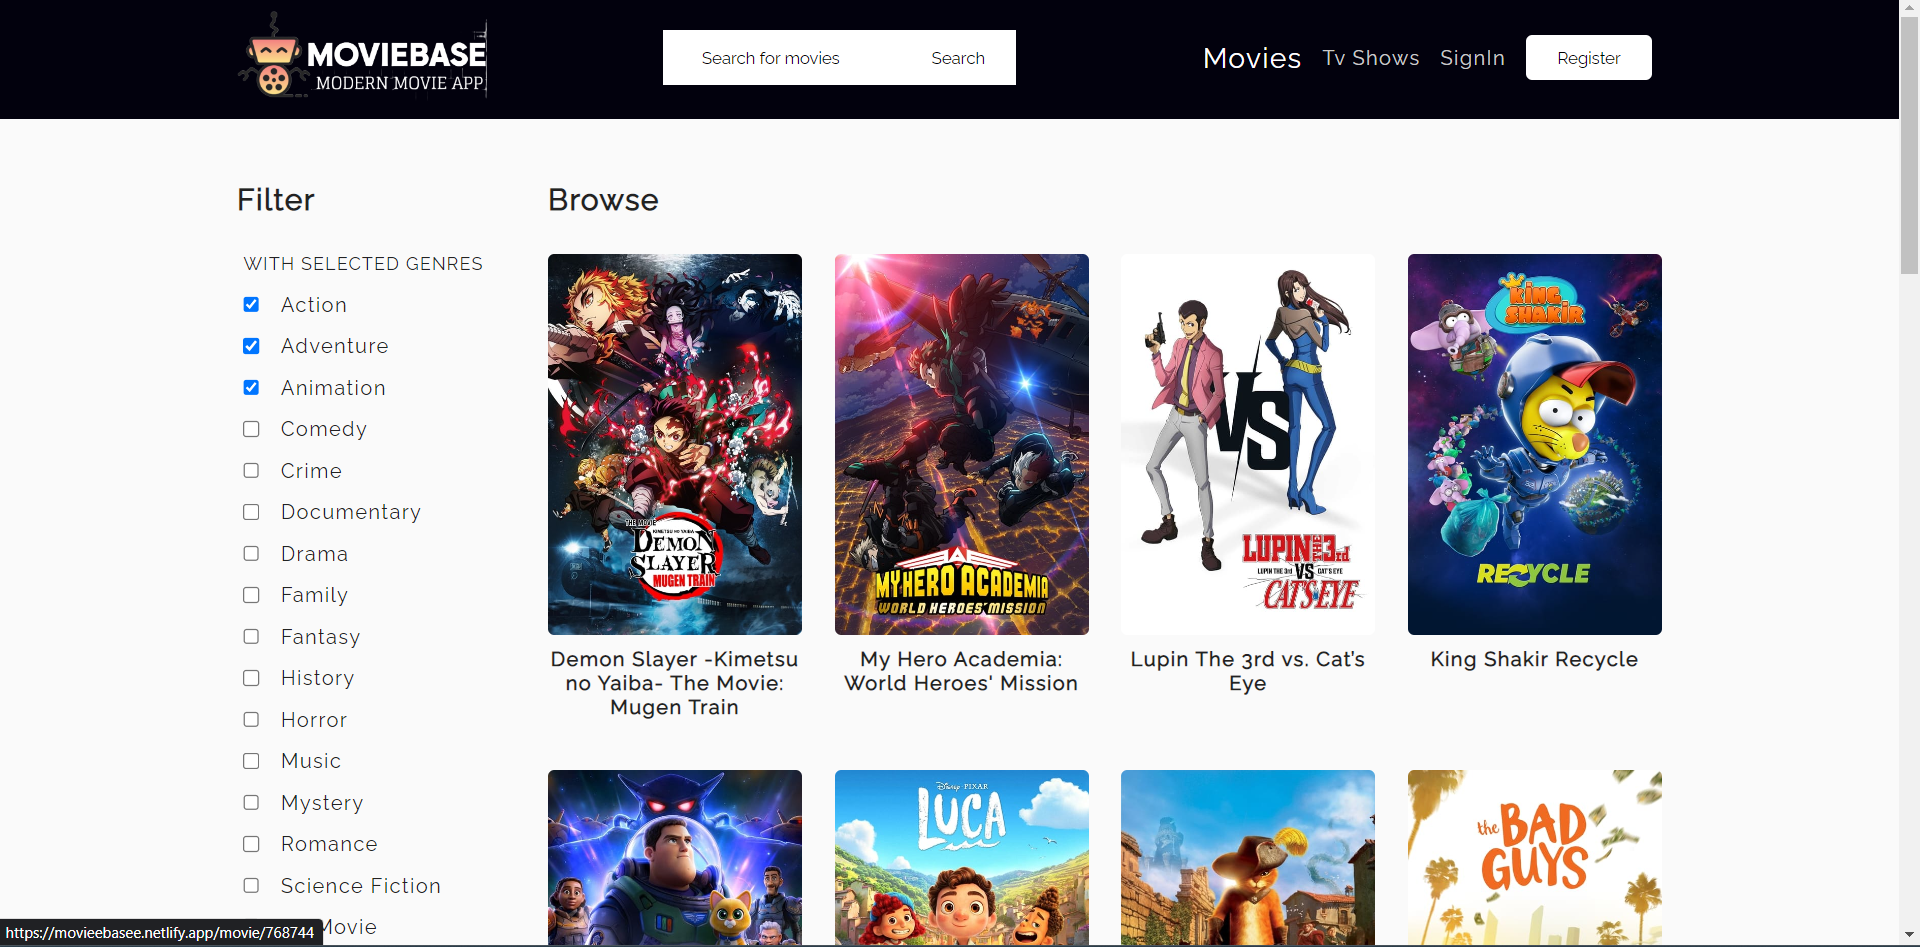 MOVIEBASE
MODERN MOVIE APP
Search for movies
Search
Movies
Tv Shows
SignIn
Register
Filter
WITH SELECTED GENRES
Action
Adventure
Animation
Comedy
Crime
Documentary
Drama
Family
Fantasy
History
Horror
Music
Mystery
Romance
Science Fiction
Movie
Browse
THE MOVIE
KIMETSU NO YAIBA
DEMON
SLAYER
MUGEN TRAIN
Demon Slayer -Kimetsu
no Yaiba- The Movie:
Mugen Train
MY HERO ACADEMIA
WORLD HEROES' MISSION
My Hero Academia:
World Heroes' Mission
VS
LUPIN THE 3rd
LUPIN THE 3rd VS CAT'S EYE
CAT'S EYE
Lupin The 3rd vs. Cat's
Eye
KING
SHAKIR
RECYCLE
King Shakir Recycle
Disney · PIXAR
LUCA
the BAD
GUYS
https://movieebasee.netlify.app/movie/768744